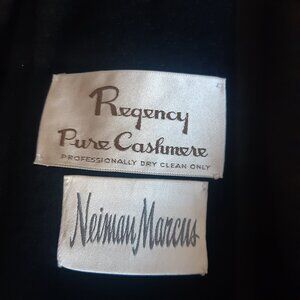 Regency
Pure Cashmere
PROFESSIONALLY DRY CLEAN ONLY
Neiman Marcus